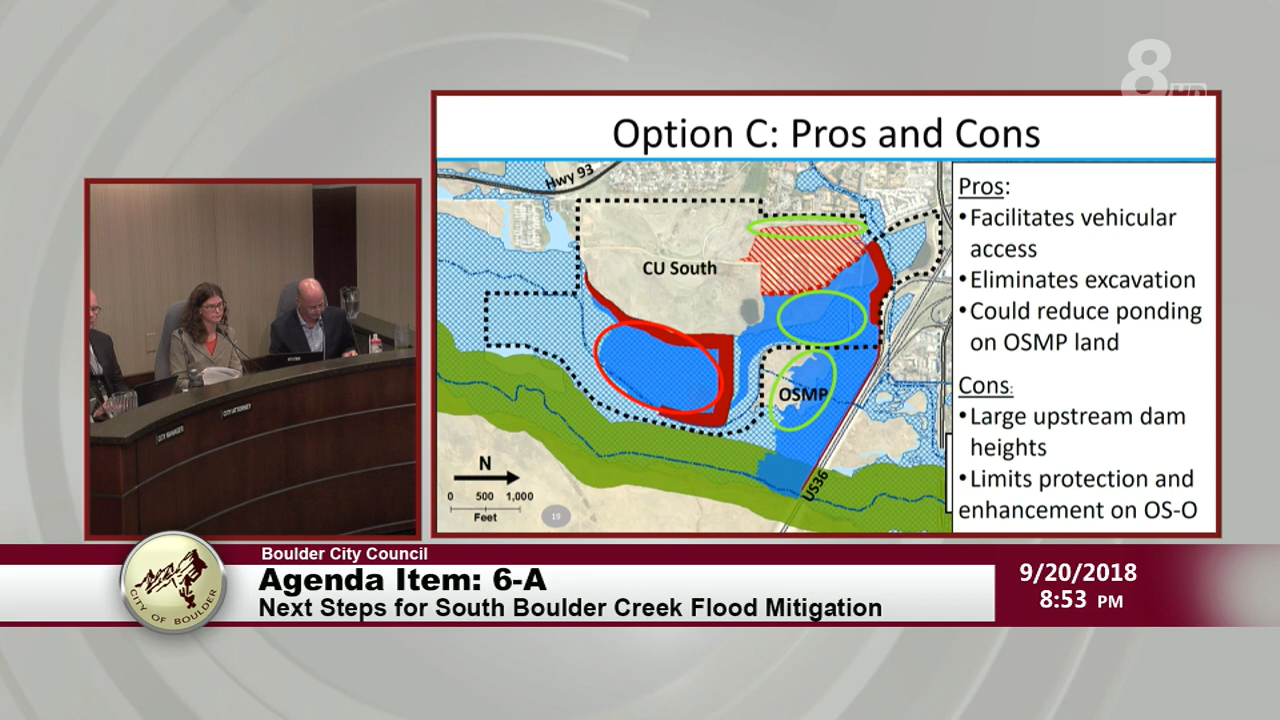 8
HD
Option C: Pros and Cons
Hwy 93
CU South
OSMP
US36
N
0 500 1,000
Feet
19
Pros:
•Facilitates vehicular
access
•Eliminates excavation
•Could reduce ponding
on OSMP land
Cons:
•Large upstream dam
heights
•Limits protection and
enhancement on OS-O
CITY MANAGER
CITY ATTORNEY
Boulder City Council
Agenda Item: 6-A
Next Steps for South Boulder Creek Flood Mitigation
CITY OF BOULDER
9/20/2018
8:53 PM